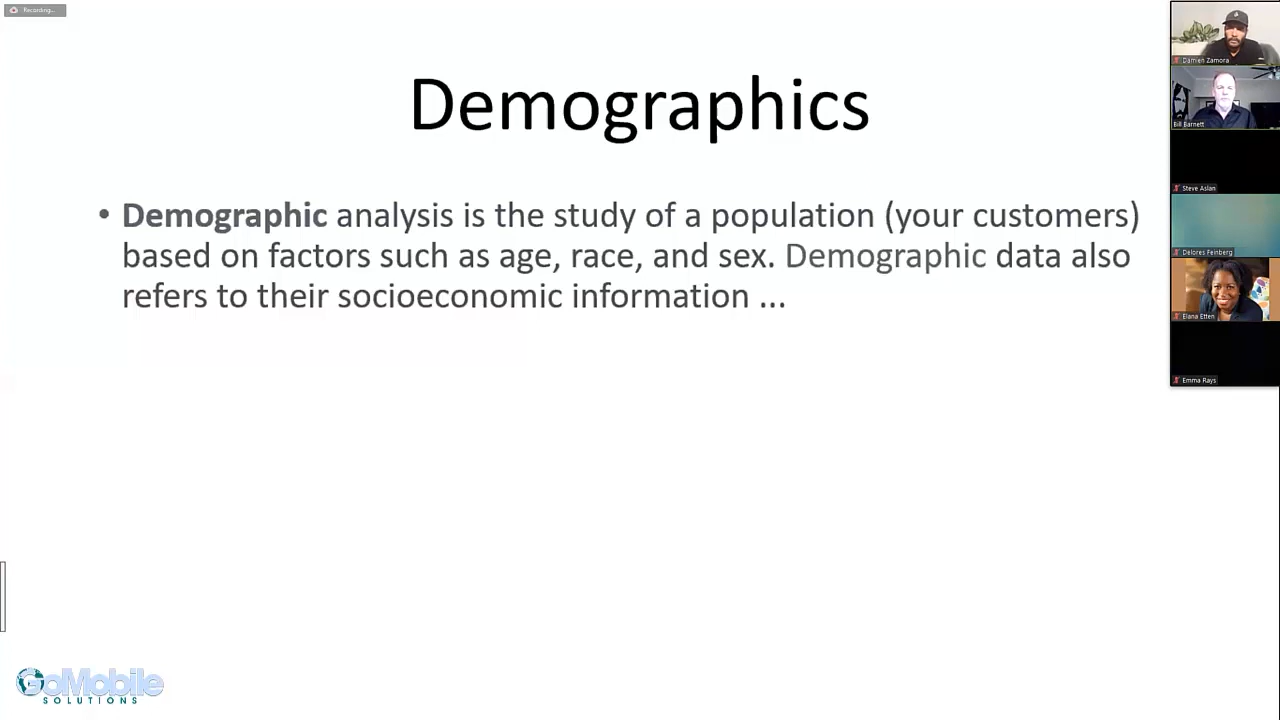 Recording...
Demographics
• Demographic analysis is the study of a population (your customers)
based on factors such as age, race, and sex. Demographic data also
refers to their socioeconomic information ...
Damien Zamora
Bill Barnett
Steve Aslan
Delores Feinberg
Elana Etten
Emma Rays
GoMobile
SOLUTIONS